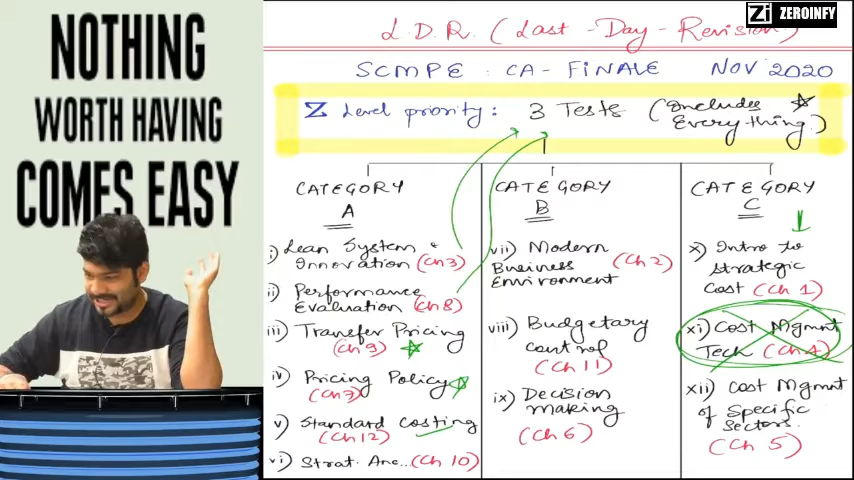 NOTHING
WORTH HAVING
COMES EASY
Zi ZEROINFY
L.D.R. (Last-Day-Revision)
SCMPE : CA-FINALE NOV 2020
Z Level priority: 3 Tests (Includes Everything.)
CATEGORY
A
i) Lean System &
Innovation (Ch 3)
ii) Performance
Evaluation (Ch 8)
iii) Transfer Pricing
(Ch 9)
iv) Pricing Policy
(Ch 7)
v) Standard Costing
(Ch 12)
vi) Strat. Anc... (Ch 10)
CATEGORY
B
vii) Modern
Business (Ch 2)
Environment
viii) Budgetary
control
(Ch 11)
ix) Decision
making
(Ch 6)
CATEGORY
C
x) Intro to
strategic
Cost (Ch 1)
xi) Cost Mgmnt
Tech (Ch 4)
xii) Cost Mgmnt
of Specific
Sectors.
(Ch 5)